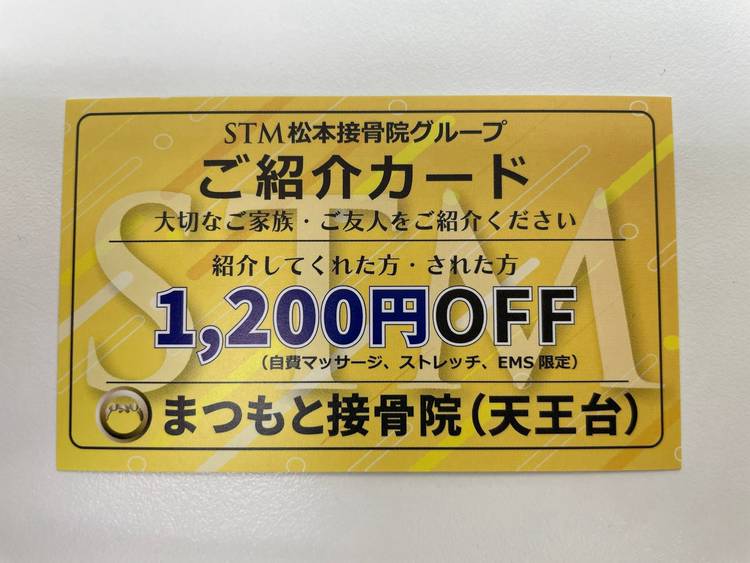 STM松本接骨院グループ
ご紹介カード
大切なご家族・ご友人をご紹介ください
紹介してくれた方・された方
1,200円OFF
(自費マッサージ、ストレッチ、EMS限定)
まつもと接骨院(天王台)
STM